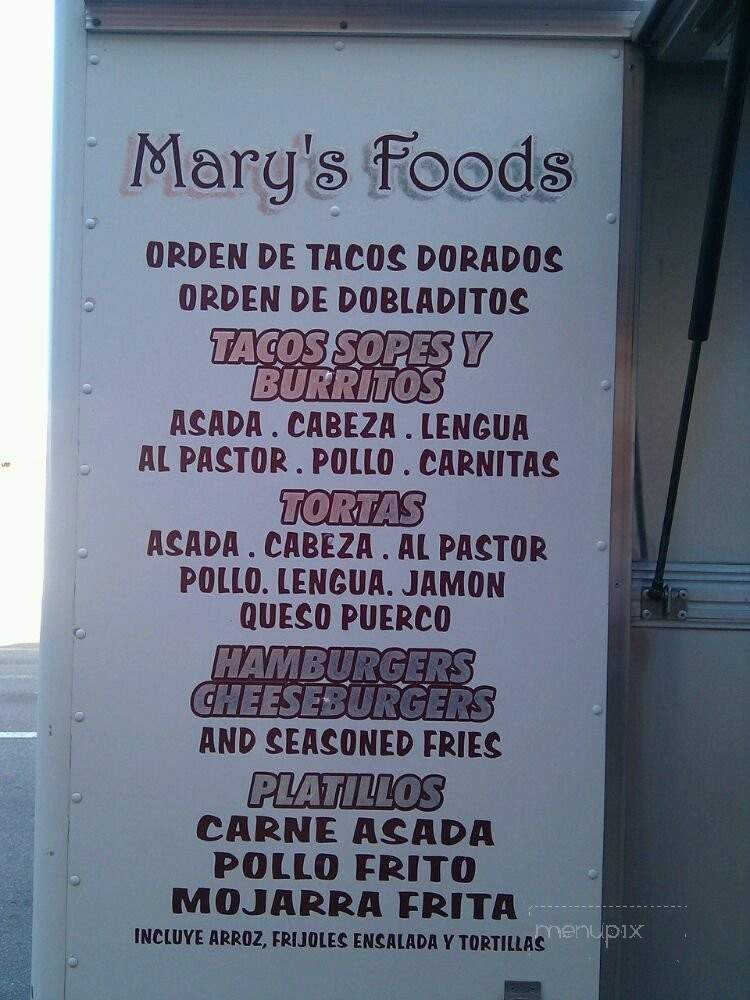 Mary's Foods
ORDEN DE TACOS DORADOS
ORDEN DE DOBLADITOS
TACOS SOPES Y
BURRITOS
ASADA . CABEZA . LENGUA
AL PASTOR . POLLO . CARNITAS
TORTAS
ASADA . CABEZA . AL PASTOR
POLLO. LENGUA. JAMON
QUESO PUERCO
HAMBURGERS
CHEESEBURGERS
AND SEASONED FRIES
PLATILLOS
CARNE ASADA
POLLO FRITO
MOJARRA FRITA
INCLUYE ARROZ, FRIJOLES ENSALADA Y TORTILLAS
menupix